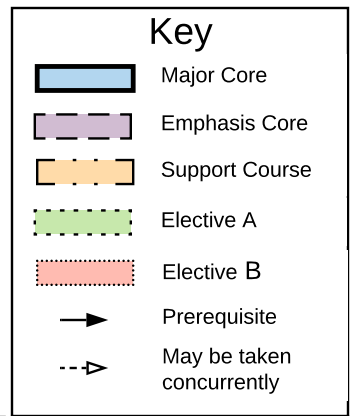 Key
Major Core
Emphasis Core
Support Course
Elective A
Elective B
Prerequisite
May be taken
concurrently